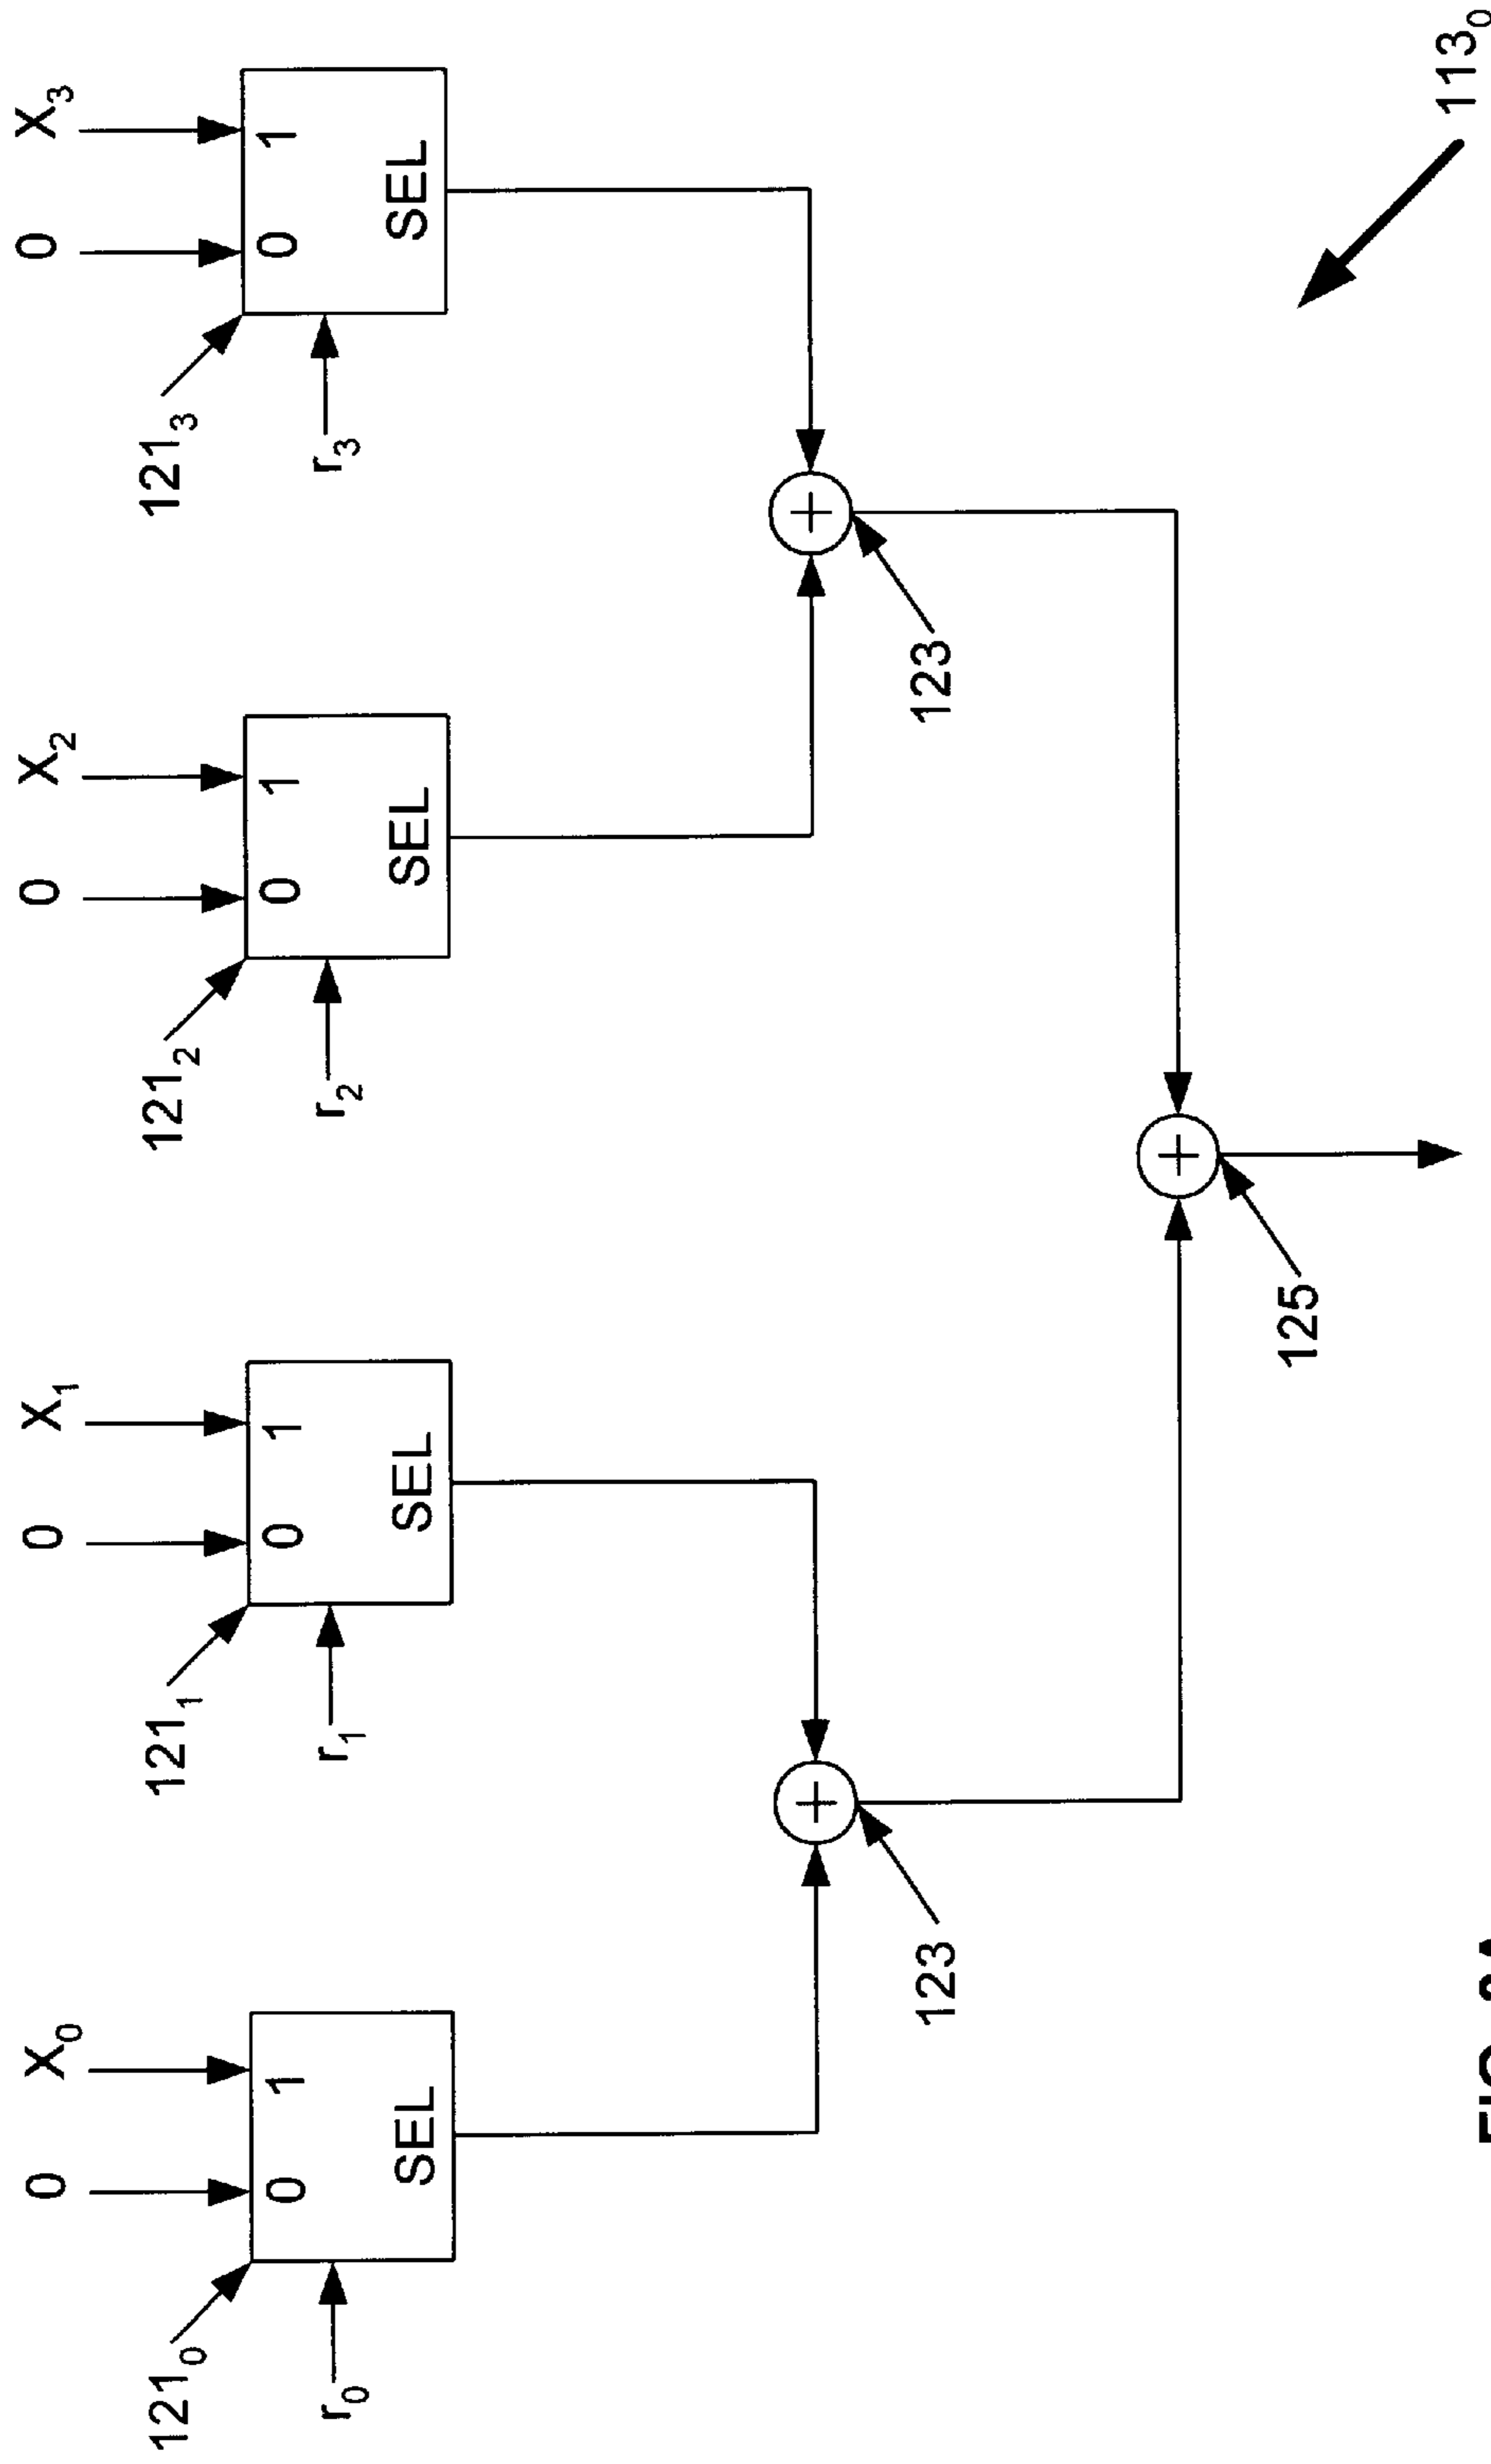 0 X₀ 0 X₁ 0 X₂ 0 X₃
121₀ 121₁ 121₂ 121₃
0 1 0 1 0 1 0 1
r₀ r₁ r₂ r₃
SEL SEL SEL SEL
+ +
123 123
+
125
113₀
FIG.